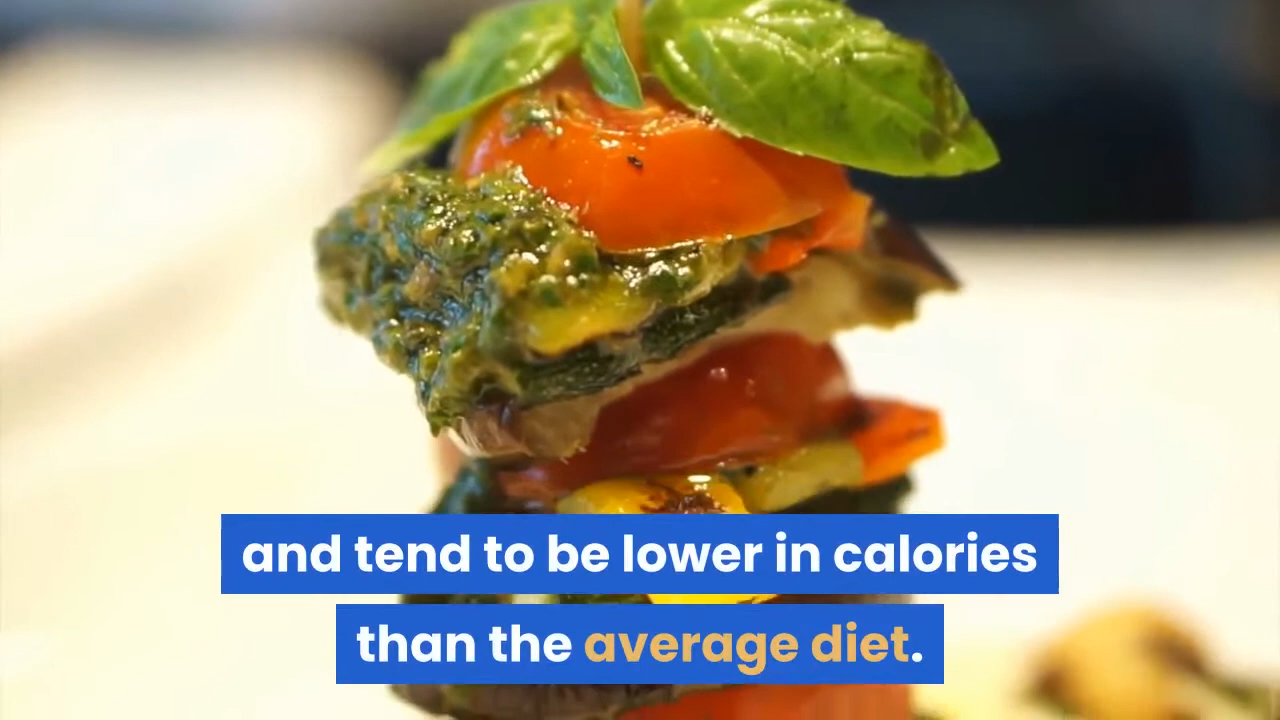 and tend to be lower in calories
than the average diet.